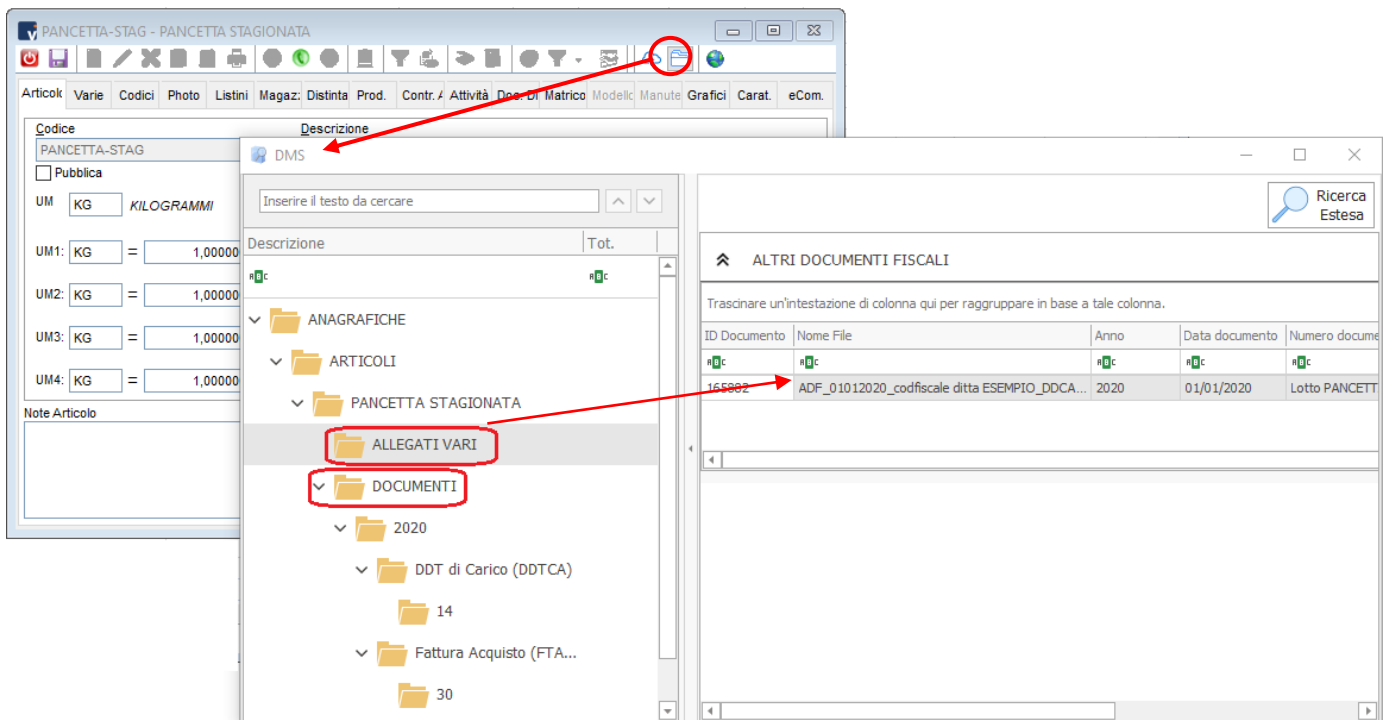 PANCETTA-STAG - PANCETTA STAGIONATA
Articolo Varie Codici Photo Listini Magaz: Distinta Prod. Contr. A Attività Doc. Di Matrico Modello Manute Grafici Carat. eCom.
Codice Descrizione
PANCETTA-STAG
Pubblica
UM KG KILOGRAMMI
UM1: KG = 1,00000
UM2: KG = 1,00000
UM3: KG = 1,00000
UM4: KG = 1,00000
Note Articolo
DMS
Inserire il testo da cercare
Descrizione Tot.
ANAGRAFICHE
ARTICOLI
PANCETTA STAGIONATA
ALLEGATI VARI
DOCUMENTI
2020
DDT di Carico (DDTCA)
14
Fattura Acquisto (FTA...
30
Ricerca
Estesa
ALTRI DOCUMENTI FISCALI
Trascinare un'intestazione di colonna qui per raggruppare in base a tale colonna.
ID Documento Nome File Anno Data documento Numero docume
165882 ADF_01012020_codfiscale ditta ESEMPIO_DDCA... 2020 01/01/2020 Lotto PANCETT